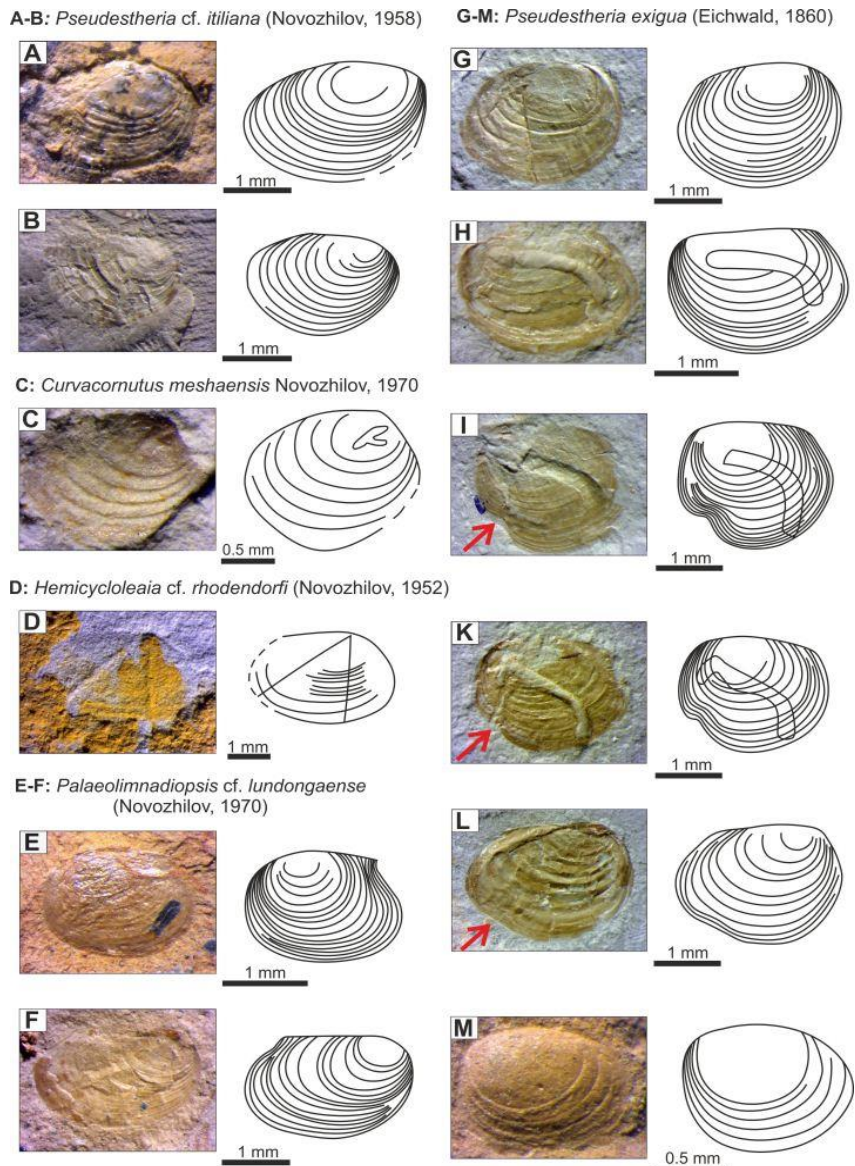 A-B: Pseudestheria cf. itiliana (Novozhilov, 1958)
A
1 mm
B
1 mm
C: Curvacornutus meshaensis Novozhilov, 1970
C
0.5 mm
D: Hemicycloleaia cf. rhodendorfi (Novozhilov, 1952)
D
1 mm
E-F: Palaeolimnadiopsis cf. lundongaense
(Novozhilov, 1970)
E
1 mm
F
1 mm
G-M: Pseudestheria exigua (Eichwald, 1860)
G
1 mm
H
1 mm
I
1 mm
K
1 mm
L
1 mm
M
0.5 mm